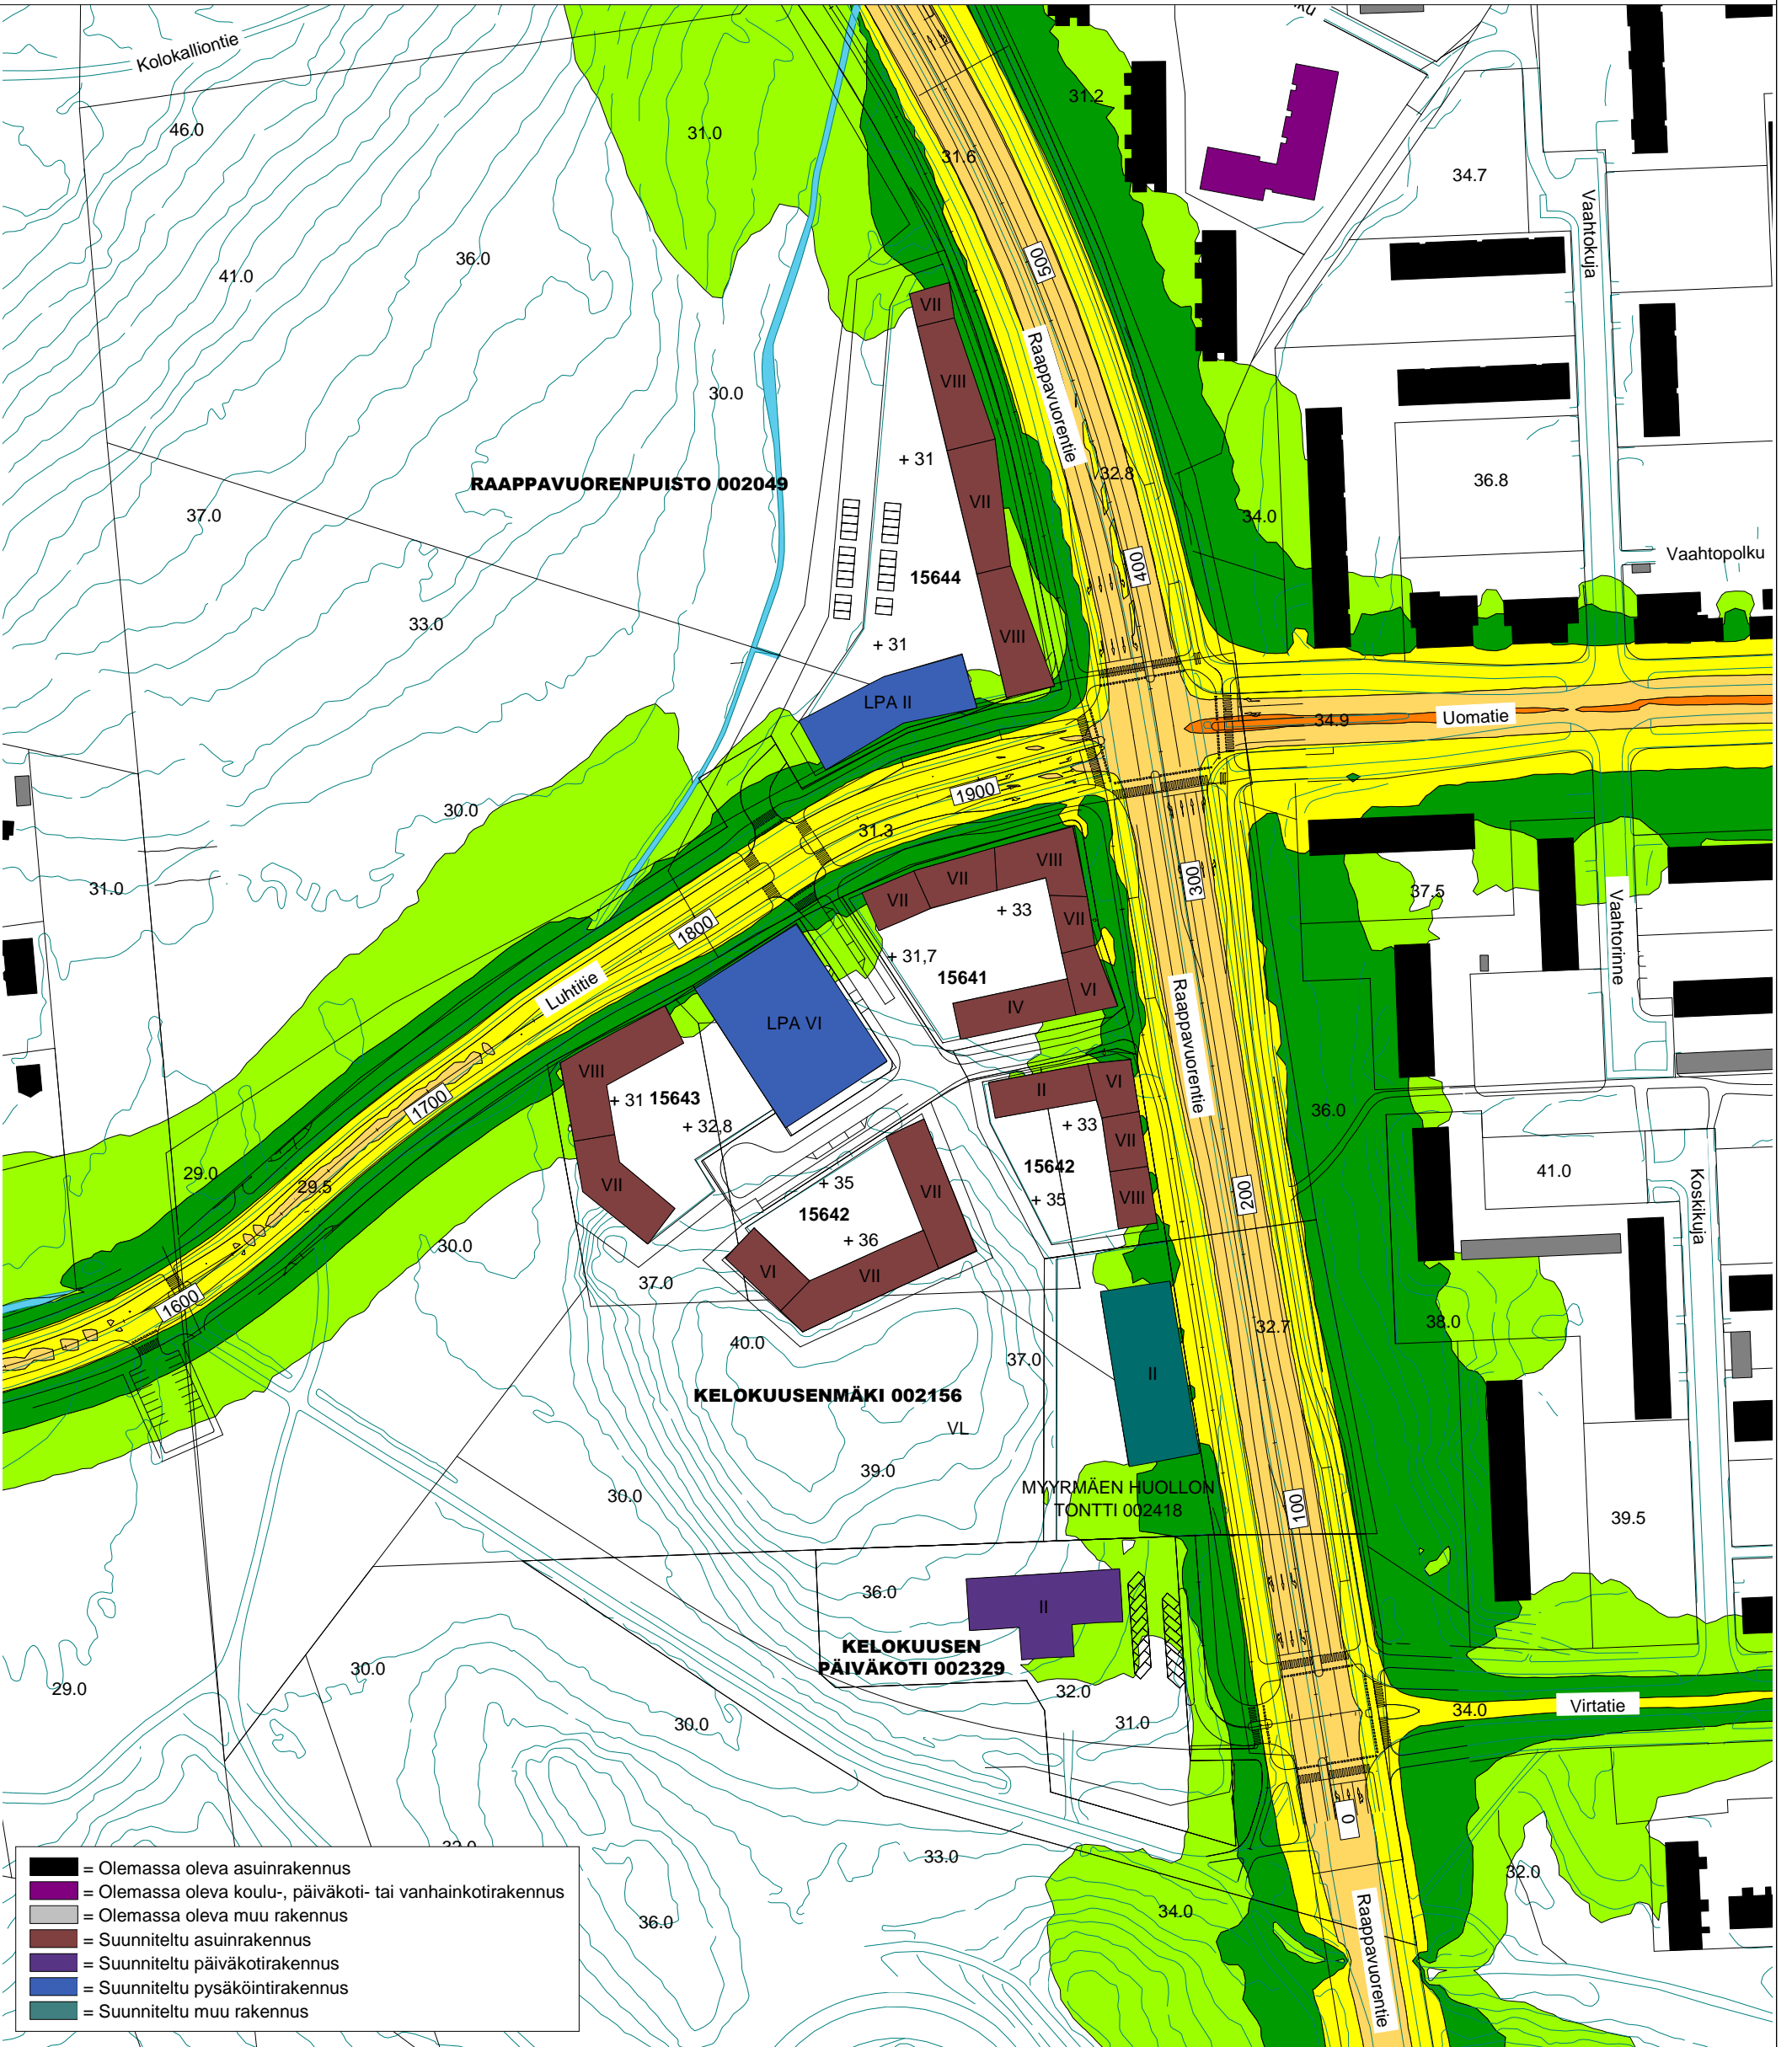 Kolokalliontie
46.0
31.0
31.2
31.6
34.7
Vaahtokuja
41.0
36.0
500
VII
30.0
VIII
Raappavuorentie
+ 31
32.8
36.8
RAAPPAVUORENPUISTO 002049
VII
37.0
34.0
400
Vaahtopolku
15644
33.0
VIII
+ 31
LPA II
34.9
Uomatie
1900
30.0
31.3
VIII
VII
VII
300
37.5
31.0
+ 33
VII
Vaahtorinne
1800
+ 31,7
15641
VI
IV
Luhtitie
LPA VI
Raappavuorentie
VIII
VI
II
1700
+ 31
15643
+ 32,8
+ 33
36.0
VII
29.0
29.5
VII
15642
41.0
+ 35
VII
VIII
+ 35
200
Koskikuja
15642
+ 36
30.0
VI
VII
37.0
1600
40.0
32.7
38.0
37.0
II
KELOKUUSENMÄKI 002156
VL
39.0
MYYRMÄEN HUOLLON
TONTTI 002418
30.0
100
39.5
36.0
II
KELOKUUSEN
PÄIVÄKOTI 002329
30.0
29.0
32.0
30.0
31.0
34.0
Virtatie
0
33.0
32.0
34.0
36.0
Raappavuorentie
= Olemassa oleva asuinrakennus
= Olemassa oleva koulu-, päiväkoti- tai vanhainkotirakennus
= Olemassa oleva muu rakennus
= Suunniteltu asuinrakennus
= Suunniteltu päiväkotirakennus
= Suunniteltu pysäköintirakennus
= Suunniteltu muu rakennus